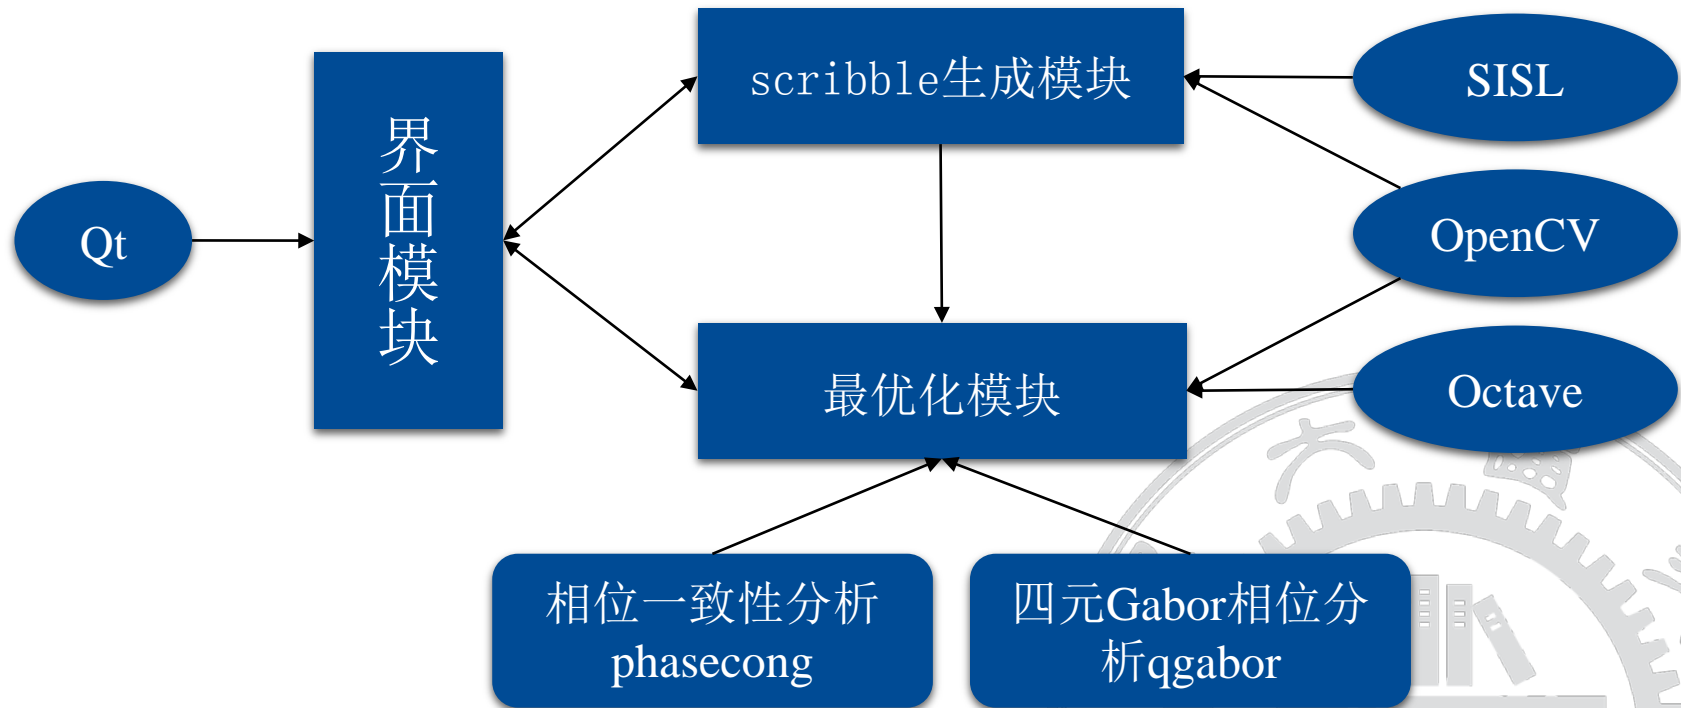 scribble生成模块
SISL
界面模块
Qt
OpenCV
最优化模块
Octave
相位一致性分析
phasecong
四元Gabor相位分
析qgabor
大